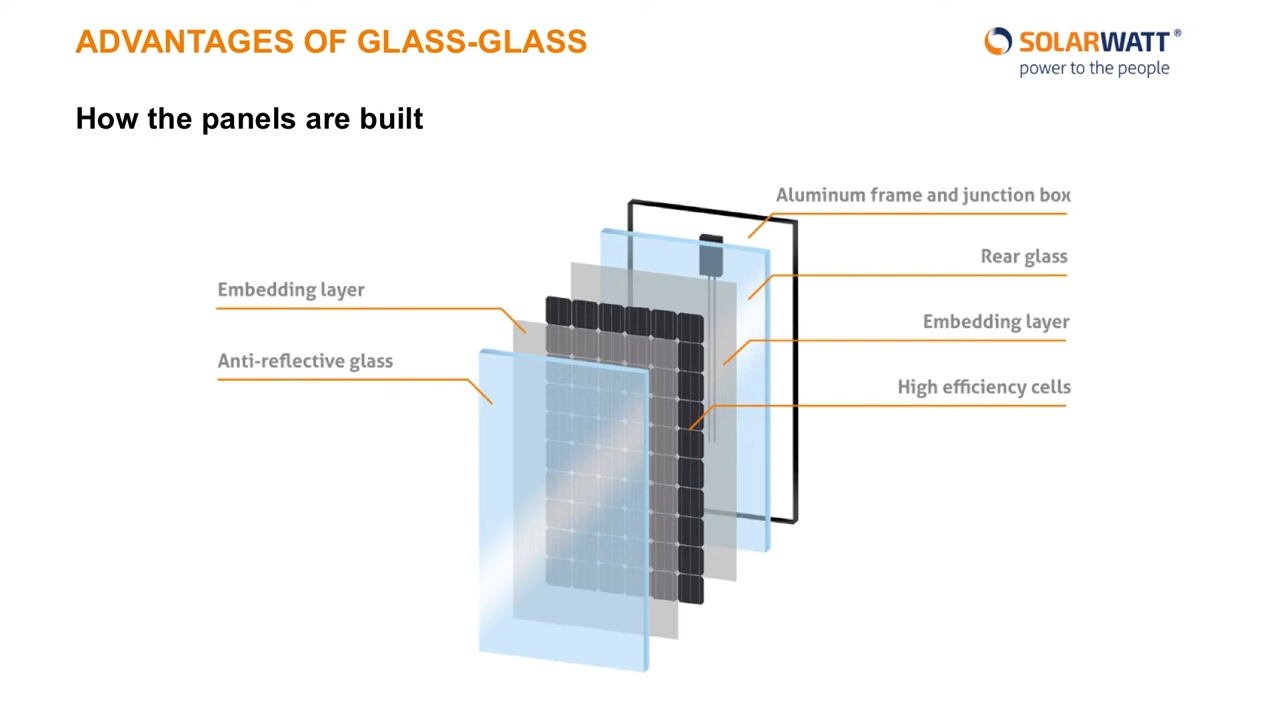 ADVANTAGES OF GLASS-GLASS
SOLARWATT®
power to the people
How the panels are built
Aluminum frame and junction box
Rear glass
Embedding layer
Embedding layer
Anti-reflective glass
High efficiency cells